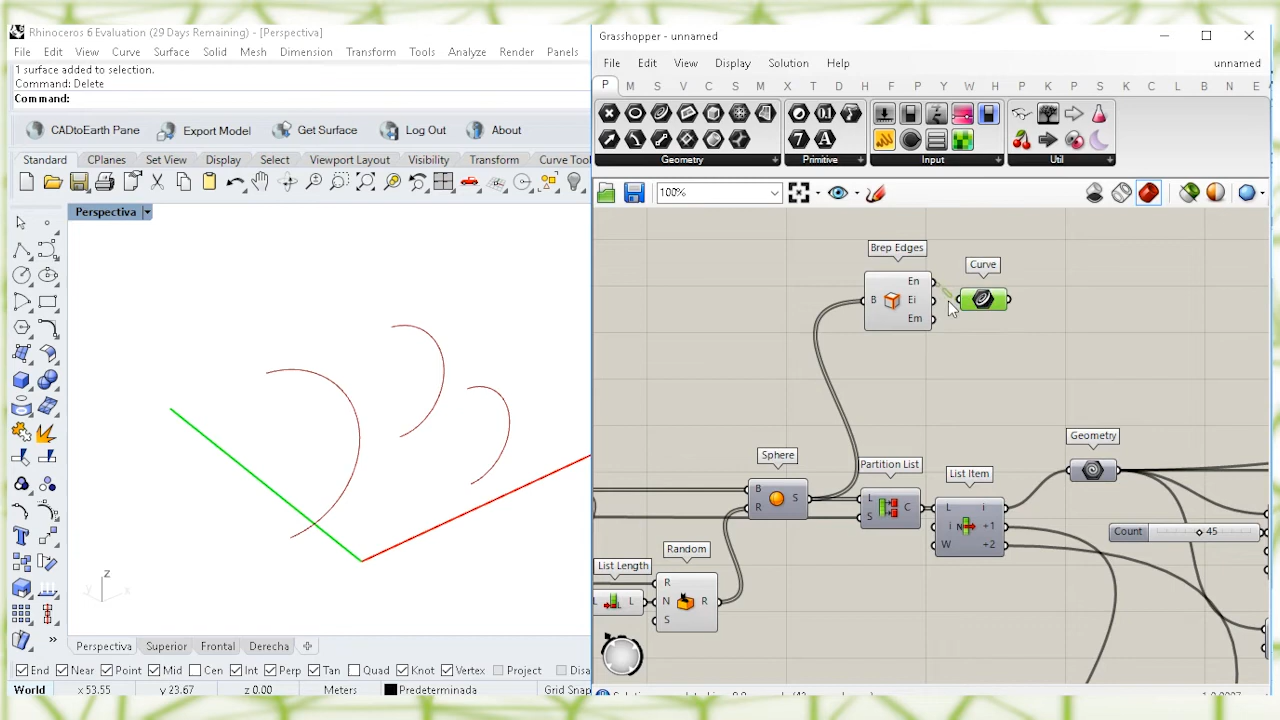 Rhinoceros 6 Evaluation (29 Days Remaining) - [Perspectiva]
File Edit View Curve Surface Solid Mesh Dimension Transform Tools Analyze Render Panels
1 surface added to selection.
Command: Delete
Command:
CADtoEarth Pane Export Model Get Surface Log Out About
Standard CPlanes Set View Display Select Viewport Layout Visibility Transform Curve Tool
Perspectiva
z
y x
Perspectiva Superior Frontal Derecha
End Near Point Mid Cen Int Perp Tan Quad Knot Vertex Project Disa
World x 53.55 y 23.67 z 0.00 Meters Predeterminada Grid Snap
Grasshopper - unnamed
File Edit View Display Solution Help unnamed
P M S V C S M X T D H F C S P W H K P S K C L N E
Geometry Primitive Input Util
100%
Brep Edges
Curve
B En Ei Em
Geometry
Sphere
Partition List
List Item
B R S
L S C
L i W i +1 +2
Count 45
List Length
Random
L L
R N S R